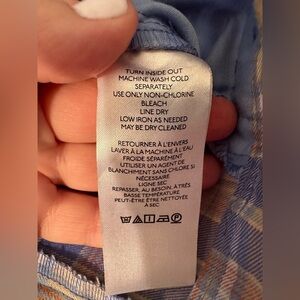 TURN INSIDE OUT
MACHINE WASH COLD
SEPARATELY
USE ONLY NON-CHLORINE
BLEACH
LINE DRY
LOW IRON AS NEEDED
MAY BE DRY CLEANED
RETOURNER À L'ENVERS
LAVER À LA MACHINE À L'EAU
FROIDE SÉPARÉMENT
UTILISER UN AGENT DE
BLANCHIMENT SANS CHLORE SI
NÉCESSAIRE
LIGNE SEC
REPASSER, AU BESOIN, À TRÈS
BASSE TEMPÉRATURE
PEUT-ÊTRE ÊTRE NETTOYÉE
À SEC